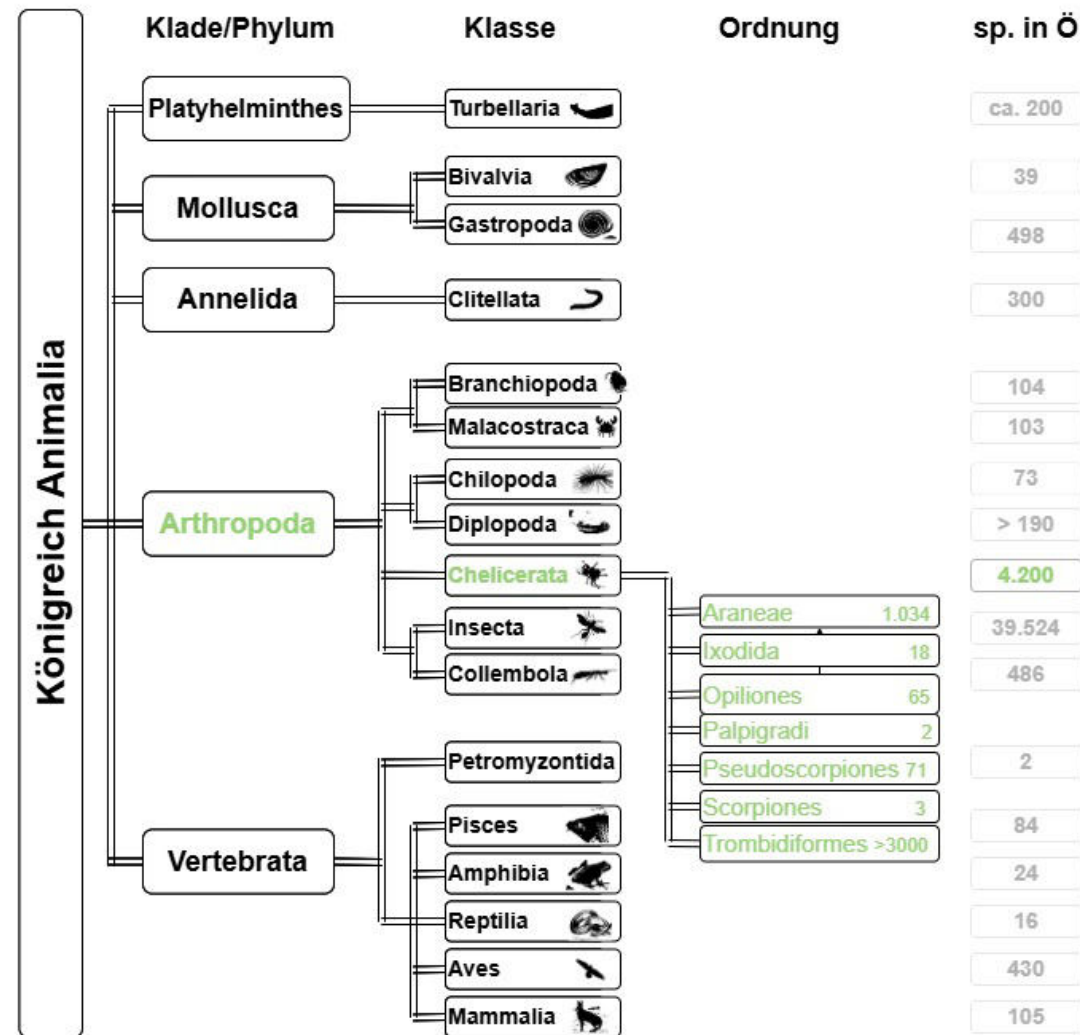 Klade/Phylum Klasse Ordnung sp. in Ö
Königreich Animalia
Platyhelminthes Turbellaria ca. 200
Mollusca Bivalvia 39
Gastropoda 498
Annelida Clitellata 300
Branchiopoda 104
Malacostraca 103
Chilopoda 73
Arthropoda Diplopoda > 190
Chelicerata 4.200
Araneae 1.034
Insecta 39.524
Ixodida 18
Collembola 486
Opiliones 65
Palpigradi 2
Petromyzontida 2
Pseudoscorpiones 71
Scorpiones 3
Pisces 84
Trombidiformes >3000
Vertebrata Amphibia 24
Reptilia 16
Aves 430
Mammalia 105